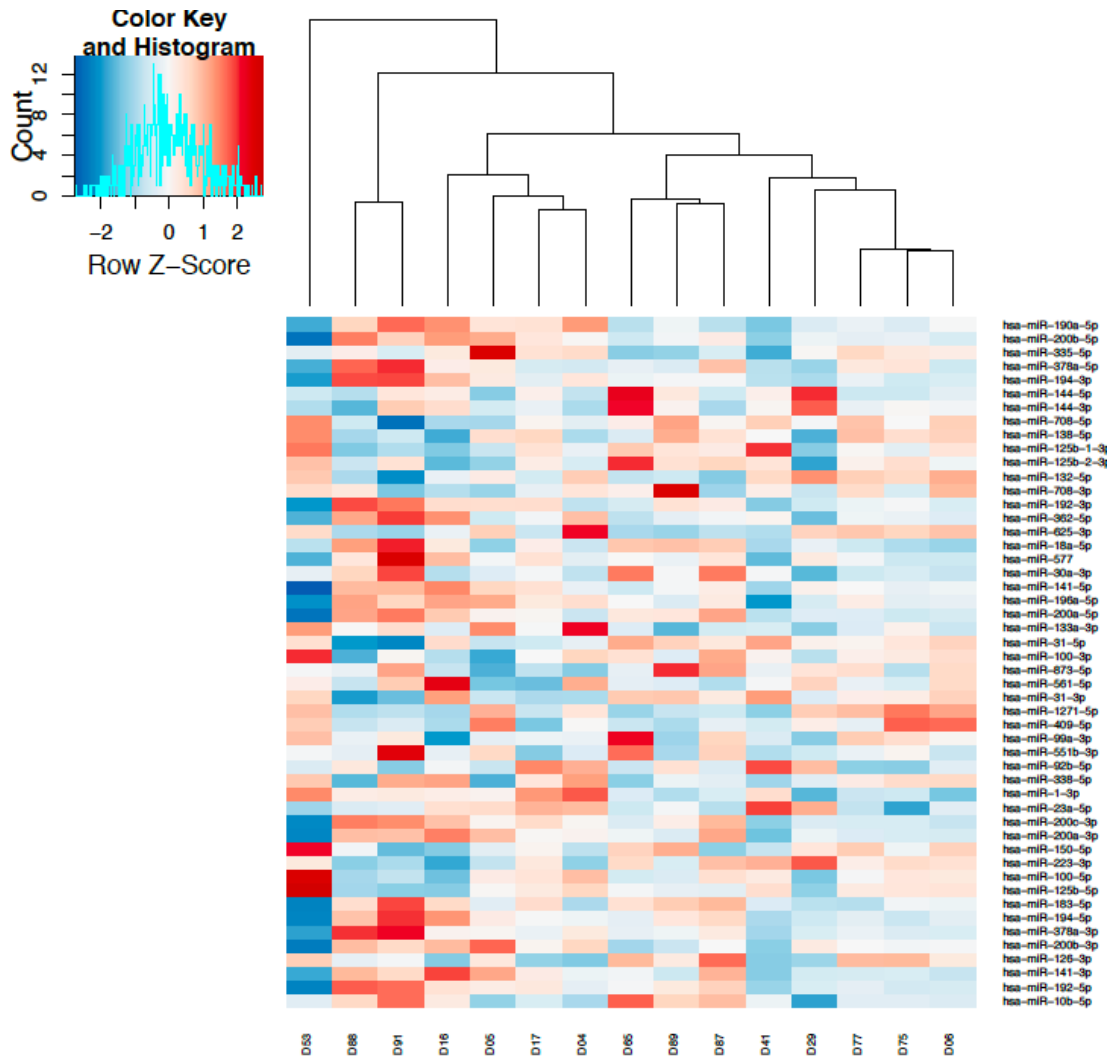 Color Key
and Histogram
Count
0 4 8 12
−2 0 1 2
Row Z−Score
hsa−miR−190a−5p
hsa−miR−200b−5p
hsa−miR−335−5p
hsa−miR−378a−5p
hsa−miR−194−3p
hsa−miR−144−5p
hsa−miR−144−3p
hsa−miR−708−5p
hsa−miR−138−5p
hsa−miR−125b−1−3p
hsa−miR−125b−2−3p
hsa−miR−132−5p
hsa−miR−708−3p
hsa−miR−192−3p
hsa−miR−362−5p
hsa−miR−625−3p
hsa−miR−18a−5p
hsa−miR−577
hsa−miR−30a−3p
hsa−miR−141−5p
hsa−miR−196a−5p
hsa−miR−200a−5p
hsa−miR−133a−3p
hsa−miR−31−5p
hsa−miR−100−3p
hsa−miR−873−5p
hsa−miR−561−5p
hsa−miR−31−3p
hsa−miR−1271−5p
hsa−miR−409−5p
hsa−miR−99a−3p
hsa−miR−551b−3p
hsa−miR−92b−5p
hsa−miR−338−5p
hsa−miR−1−3p
hsa−miR−23a−5p
hsa−miR−200c−3p
hsa−miR−200a−3p
hsa−miR−150−5p
hsa−miR−223−3p
hsa−miR−100−5p
hsa−miR−125b−5p
hsa−miR−183−5p
hsa−miR−194−5p
hsa−miR−378a−3p
hsa−miR−200b−3p
hsa−miR−126−3p
hsa−miR−141−3p
hsa−miR−192−5p
hsa−miR−10b−5p
D53 D88 D91 D16 D05 D17 D04 D65 D89 D87 D41 D29 D77 D75 D06